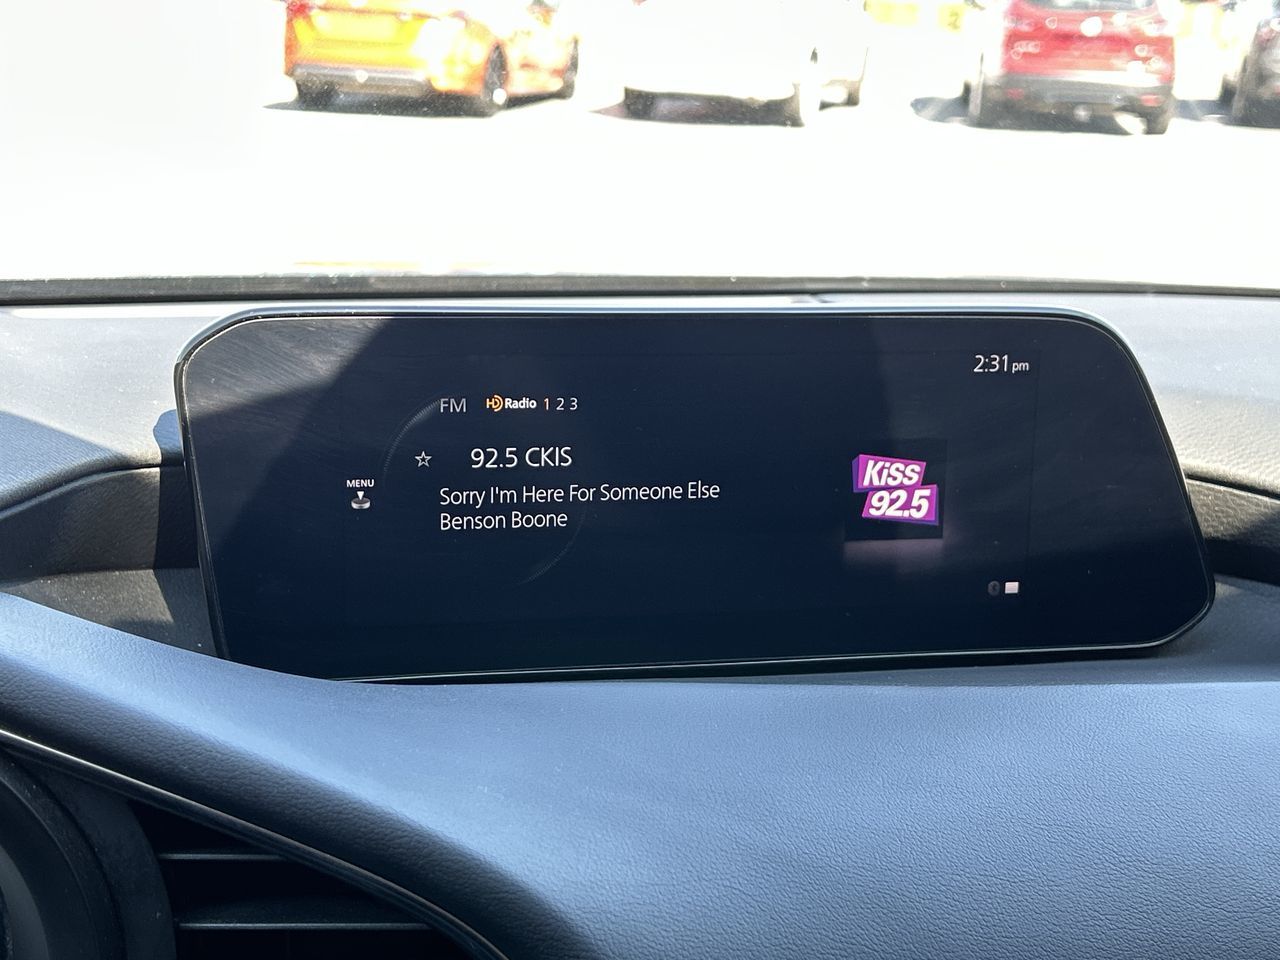 2:31 pm
FM HD Radio 1 2 3
☆ 92.5 CKIS
MENU
Sorry I'm Here For Someone Else
Benson Boone
KiSS
92.5